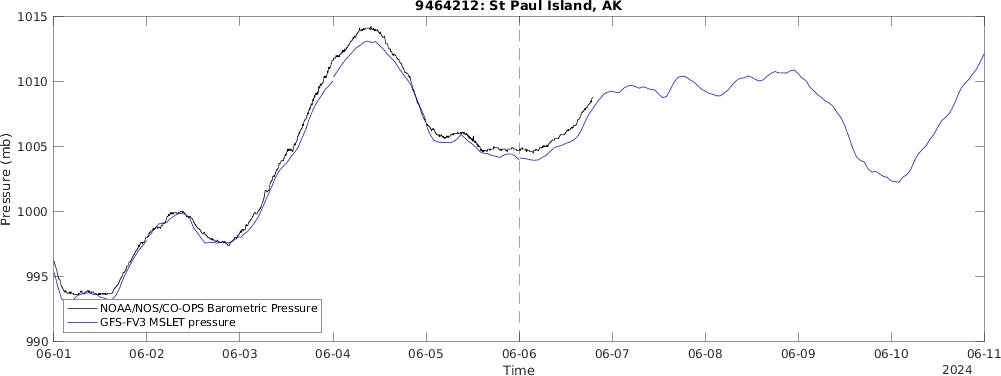 9464212: St Paul Island, AK
1015
1010
1005
1000
995
990
Pressure (mb)
NOAA/NOS/CO-OPS Barometric Pressure
GFS-FV3 MSLET pressure
06-01 06-02 06-03 06-04 06-05 06-06 06-07 06-08 06-09 06-10 06-11
Time
2024